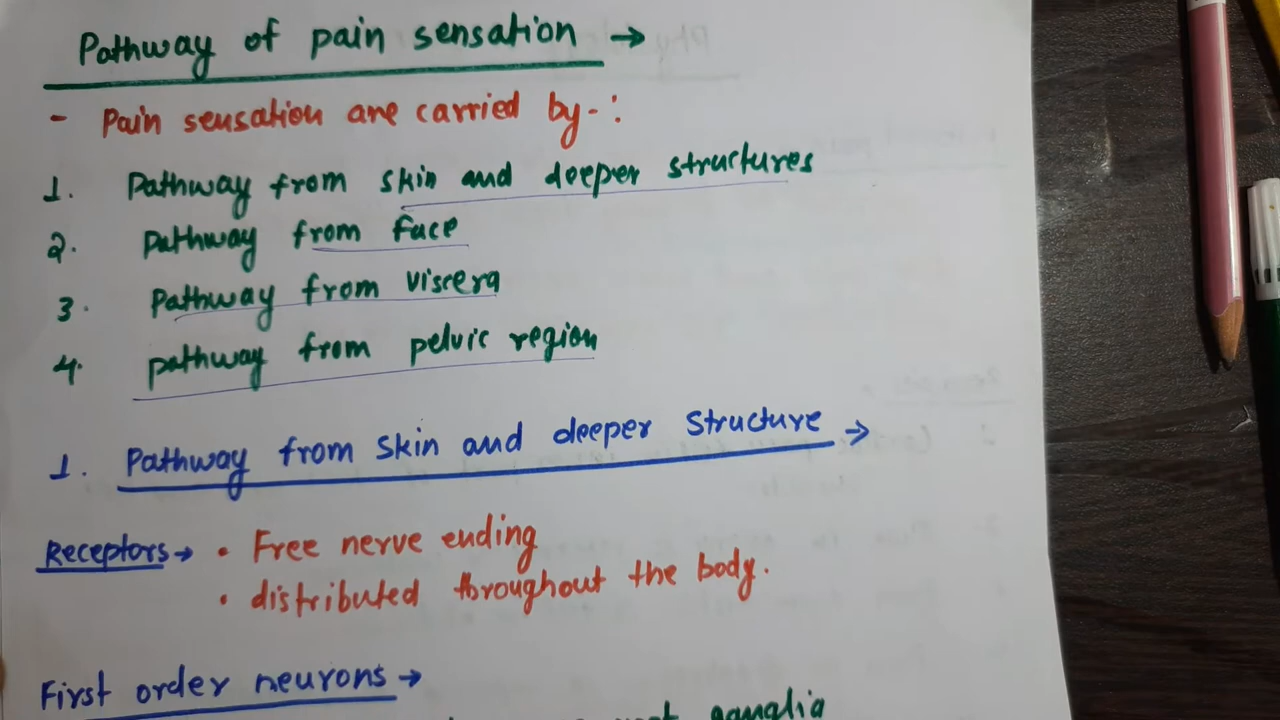 Pathway of pain sensation →
- Pain sensation are carried by-:
1. Pathway from skin and deeper structures
2. Pathway from face
3. Pathway from viscera
4. pathway from pelvic region
1. Pathway from skin and deeper structure →
Receptors → • Free nerve ending
• distributed throughout the body.
First order neurons →
ganglia